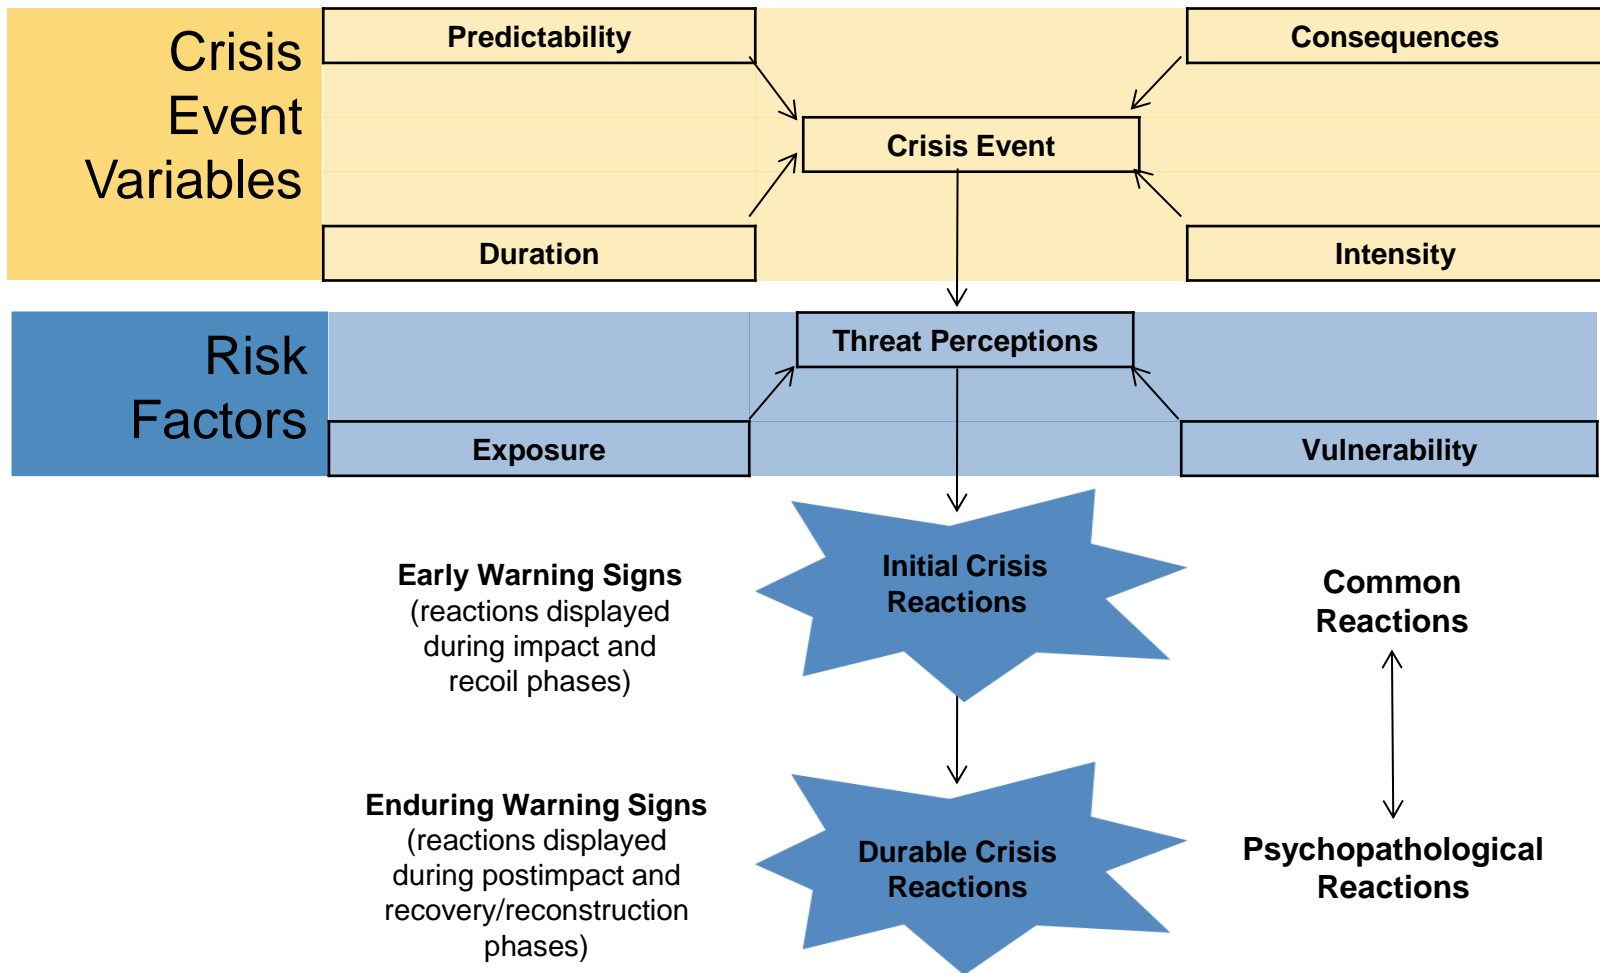 Crisis
Event
Variables
Predictability
Consequences
Crisis Event
Duration
Intensity
Risk
Factors
Threat Perceptions
Exposure
Vulnerability
Early Warning Signs
(reactions displayed
during impact and
recoil phases)
Initial Crisis
Reactions
Common
Reactions
Enduring Warning Signs
(reactions displayed
during postimpact and
recovery/reconstruction
phases)
Durable Crisis
Reactions
Psychopathological
Reactions